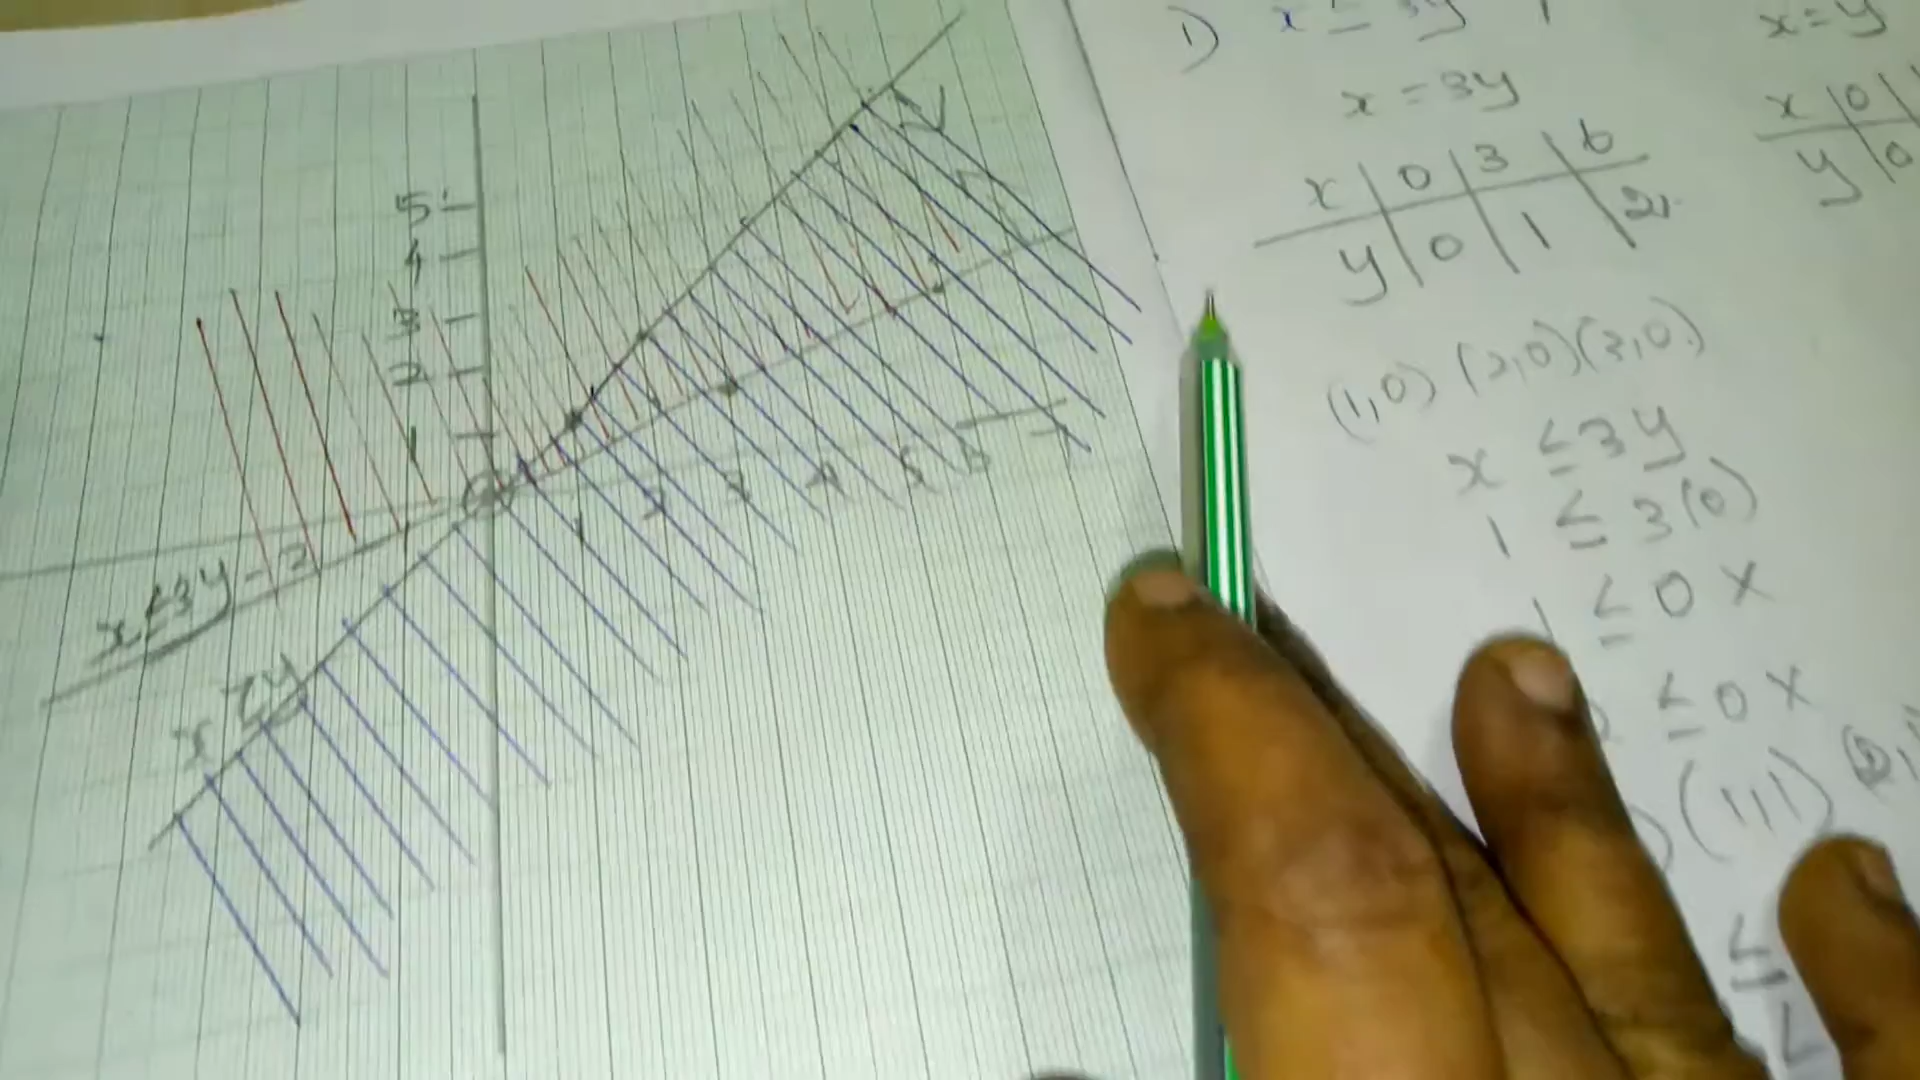 5
4
3
2
1
1 2 3 4 5 6 7
x ≤ 3y
x ≥ y
1) x ≤ 3y
x = 3y
x 0 3 6
y 0 1 2
(1,0) (2,0) (3,0)
x ≤ 3y
1 ≤ 3(0)
1 ≤ 0 X
2 ≤ 0 X
(1,1)
≤
x = y
x 0
y 0